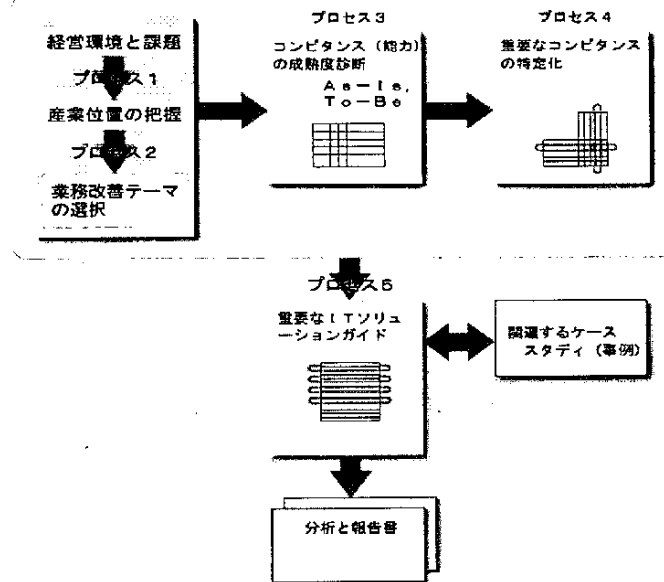 経営環境と課題
プロセス1
産業位置の把握
プロセス2
業務改善テーマ
の選択
プロセス3
コンピタンス(能力)
の成熟度診断
As-Is,
To-Be
プロセス4
重要なコンピタンス
の特定化
プロセス5
重要なITソリュ
ーションガイド
関連するケース
スタディ(事例)
分析と報告書